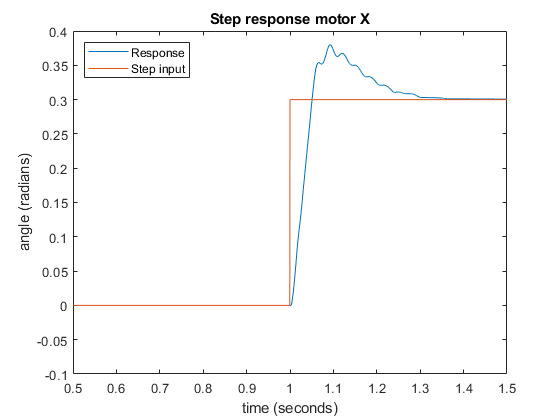 Step response motor X
Response
Step input
0.4
0.35
0.3
0.25
0.2
0.15
0.1
0.05
0
-0.05
-0.1
angle (radians)
0.5 0.6 0.7 0.8 0.9 1 1.1 1.2 1.3 1.4 1.5
time (seconds)